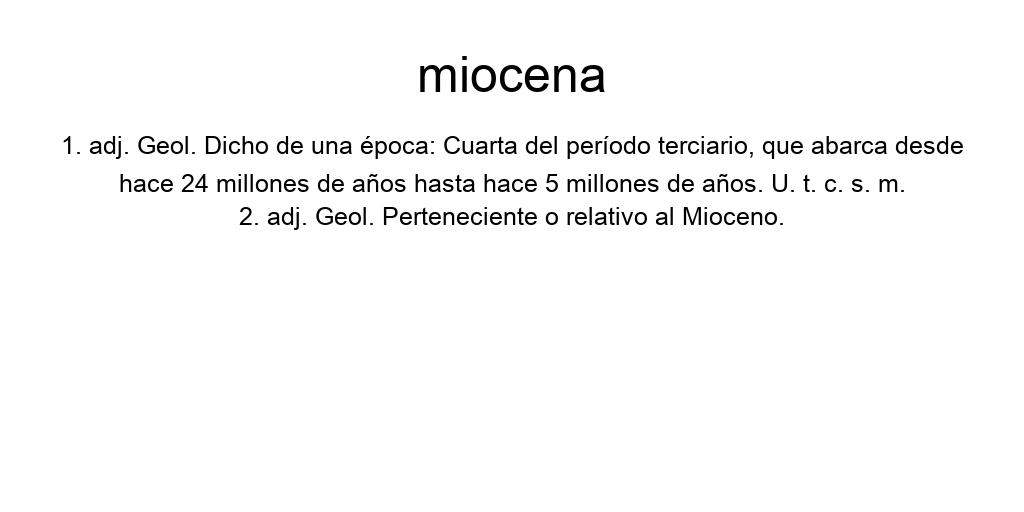 miocena
1. adj. Geol. Dicho de una época: Cuarta del período terciario, que abarca desde
hace 24 millones de años hasta hace 5 millones de años. U. t. c. s. m.
2. adj. Geol. Perteneciente o relativo al Mioceno.